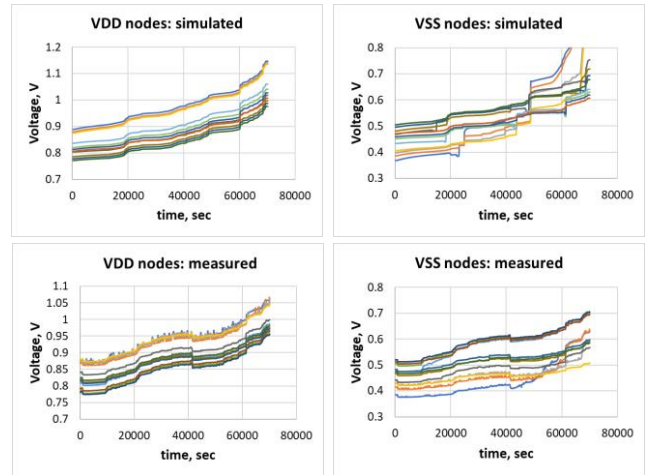 VDD nodes: simulated
Voltage, V
1.2
1.1
1
0.9
0.8
0.7
0 20000 40000 60000 80000
time, sec
VSS nodes: simulated
Voltage, V
0.8
0.7
0.6
0.5
0.4
0.3
0 20000 40000 60000 80000
time, sec
VDD nodes: measured
Voltage, V
1.1
1.05
1
0.95
0.9
0.85
0.8
0.75
0.7
0 20000 40000 60000 80000
time, sec
VSS nodes: measured
Voltage, V
0.8
0.7
0.6
0.5
0.4
0.3
0 20000 40000 60000 80000
time, sec